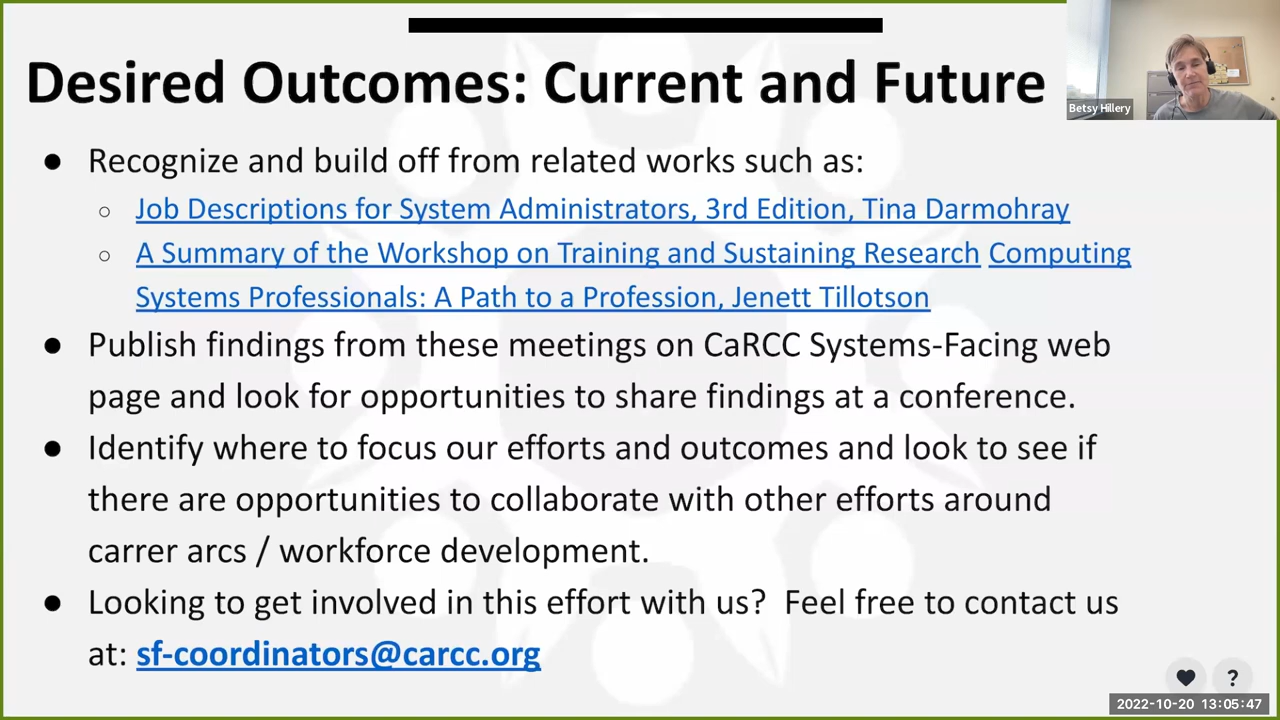 Desired Outcomes: Current and Future
Betsy Hillery
● Recognize and build off from related works such as:
○ Job Descriptions for System Administrators, 3rd Edition, Tina Darmohray
○ A Summary of the Workshop on Training and Sustaining Research Computing
Systems Professionals: A Path to a Profession, Jenett Tillotson
● Publish findings from these meetings on CaRCC Systems-Facing web
page and look for opportunities to share findings at a conference.
● Identify where to focus our efforts and outcomes and look to see if
there are opportunities to collaborate with other efforts around
carrer arcs / workforce development.
● Looking to get involved in this effort with us? Feel free to contact us
at: sf-coordinators@carcc.org
?
2022-10-20 13:05:47